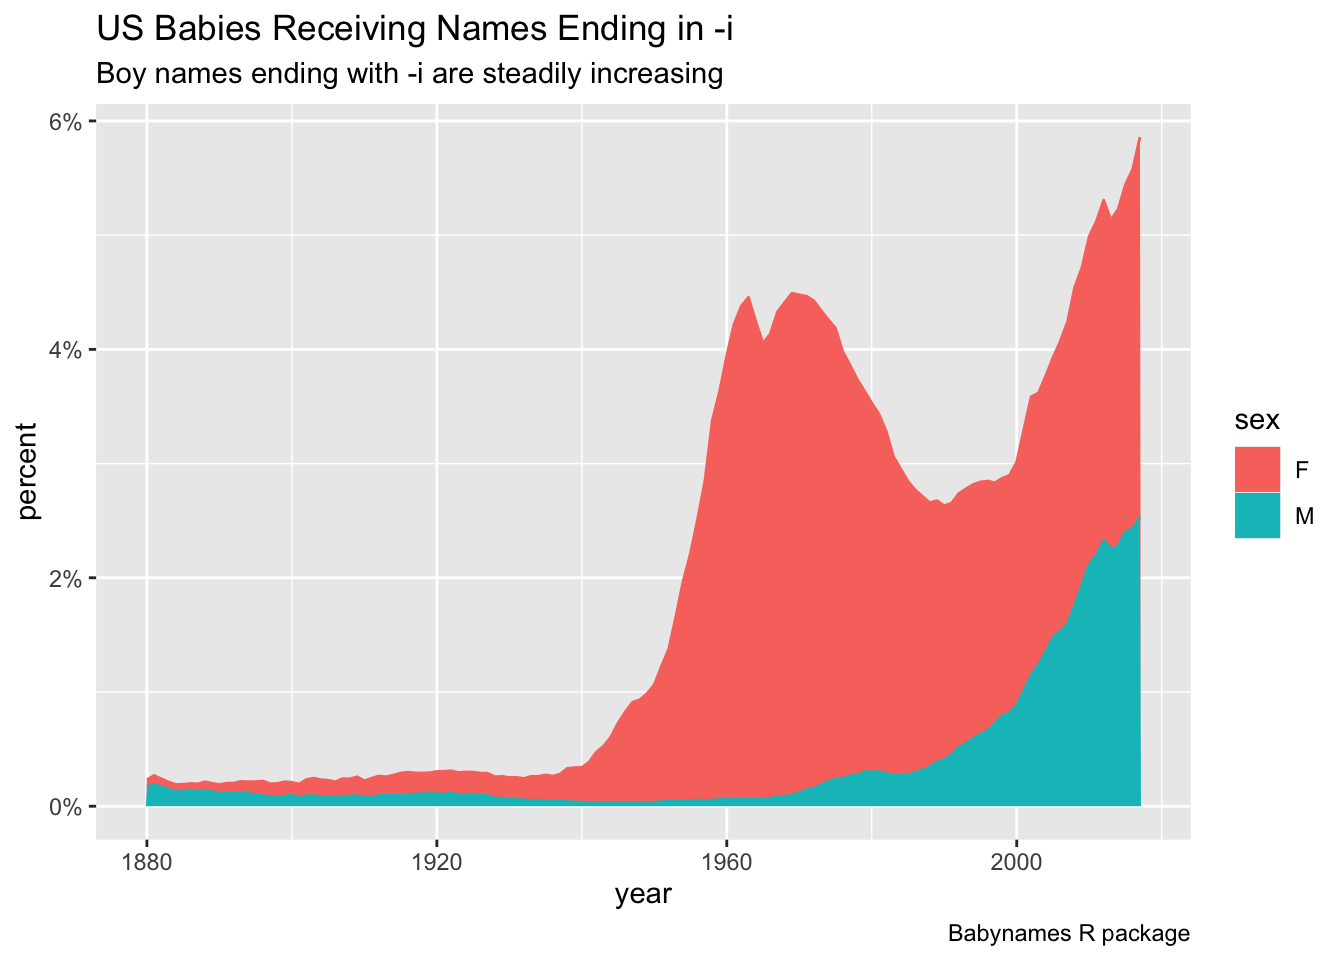 US Babies Receiving Names Ending in -i
Boy names ending with -i are steadily increasing
6%
4%
2%
0%
percent
1880 1920 1960 2000
year
sex
F
M
Babynames R package